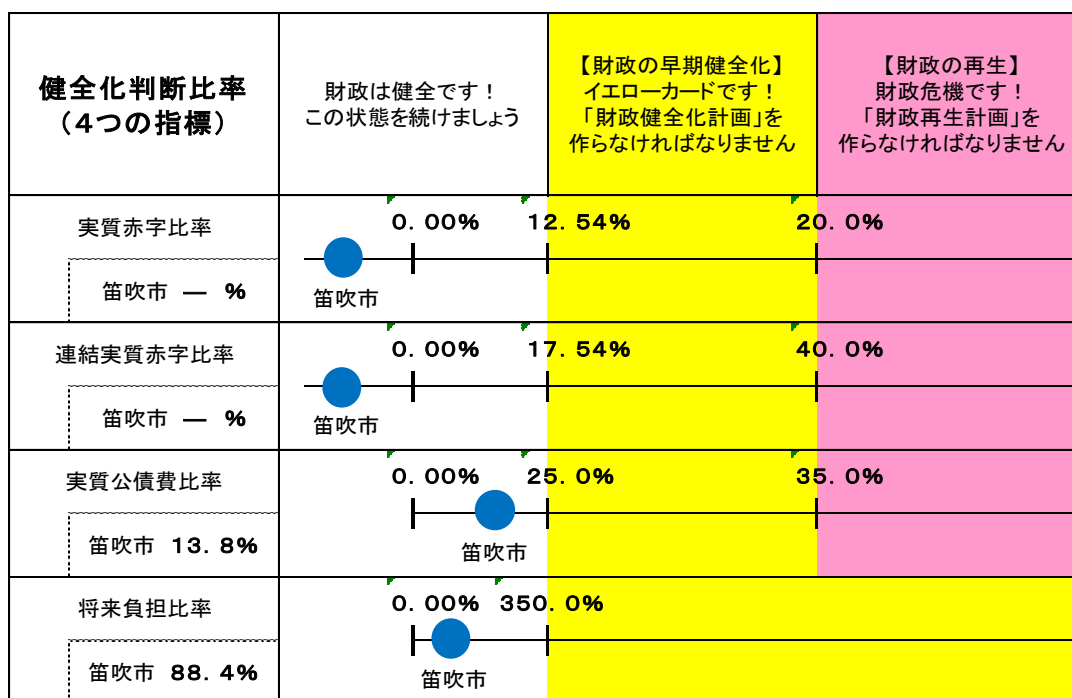 健全化判断比率
（４つの指標）
財政は健全です！
この状態を続けましょう
【財政の早期健全化】
イエローカードです！
「財政健全化計画」を
作らなければなりません
【財政の再生】
財政危機です！
「財政再生計画」を
作らなければなりません
実質赤字比率
笛吹市 ― %
0.00%
12.54%
20.0%
笛吹市
連結実質赤字比率
笛吹市 ― %
0.00%
17.54%
40.0%
笛吹市
実質公債費比率
笛吹市 13.8%
0.00%
25.0%
35.0%
笛吹市
将来負担比率
笛吹市 88.4%
0.00%
350.0%
笛吹市